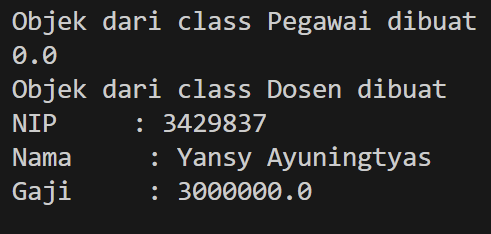 Objek dari class Pegawai dibuat
0.0
Objek dari class Dosen dibuat
NIP     : 3429837
Nama     : Yansy Ayuningtyas
Gaji     : 3000000.0